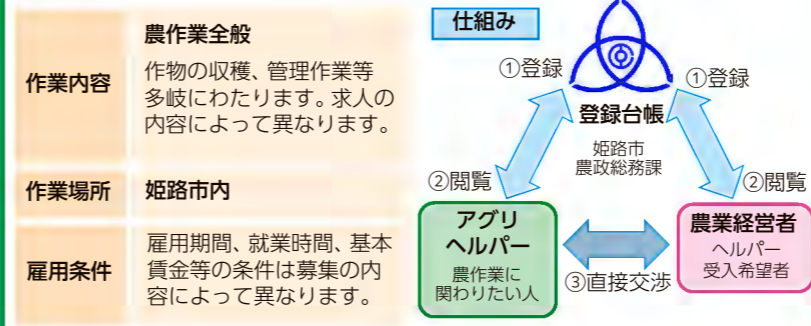 作業内容
農作業全般
作物の収穫、管理作業等
多岐にわたります。求人の
内容によって異なります。
作業場所
姫路市内
雇用条件
雇用期間、就業時間、基本
賃金等の条件は募集の内
容によって異なります。
仕組み
①登録
①登録
登録台帳
姫路市
農政総務課
②閲覧
②閲覧
アグリ
ヘルパー
農作業に
関わりたい人
③直接交渉
農業経営者
ヘルパー
受入希望者